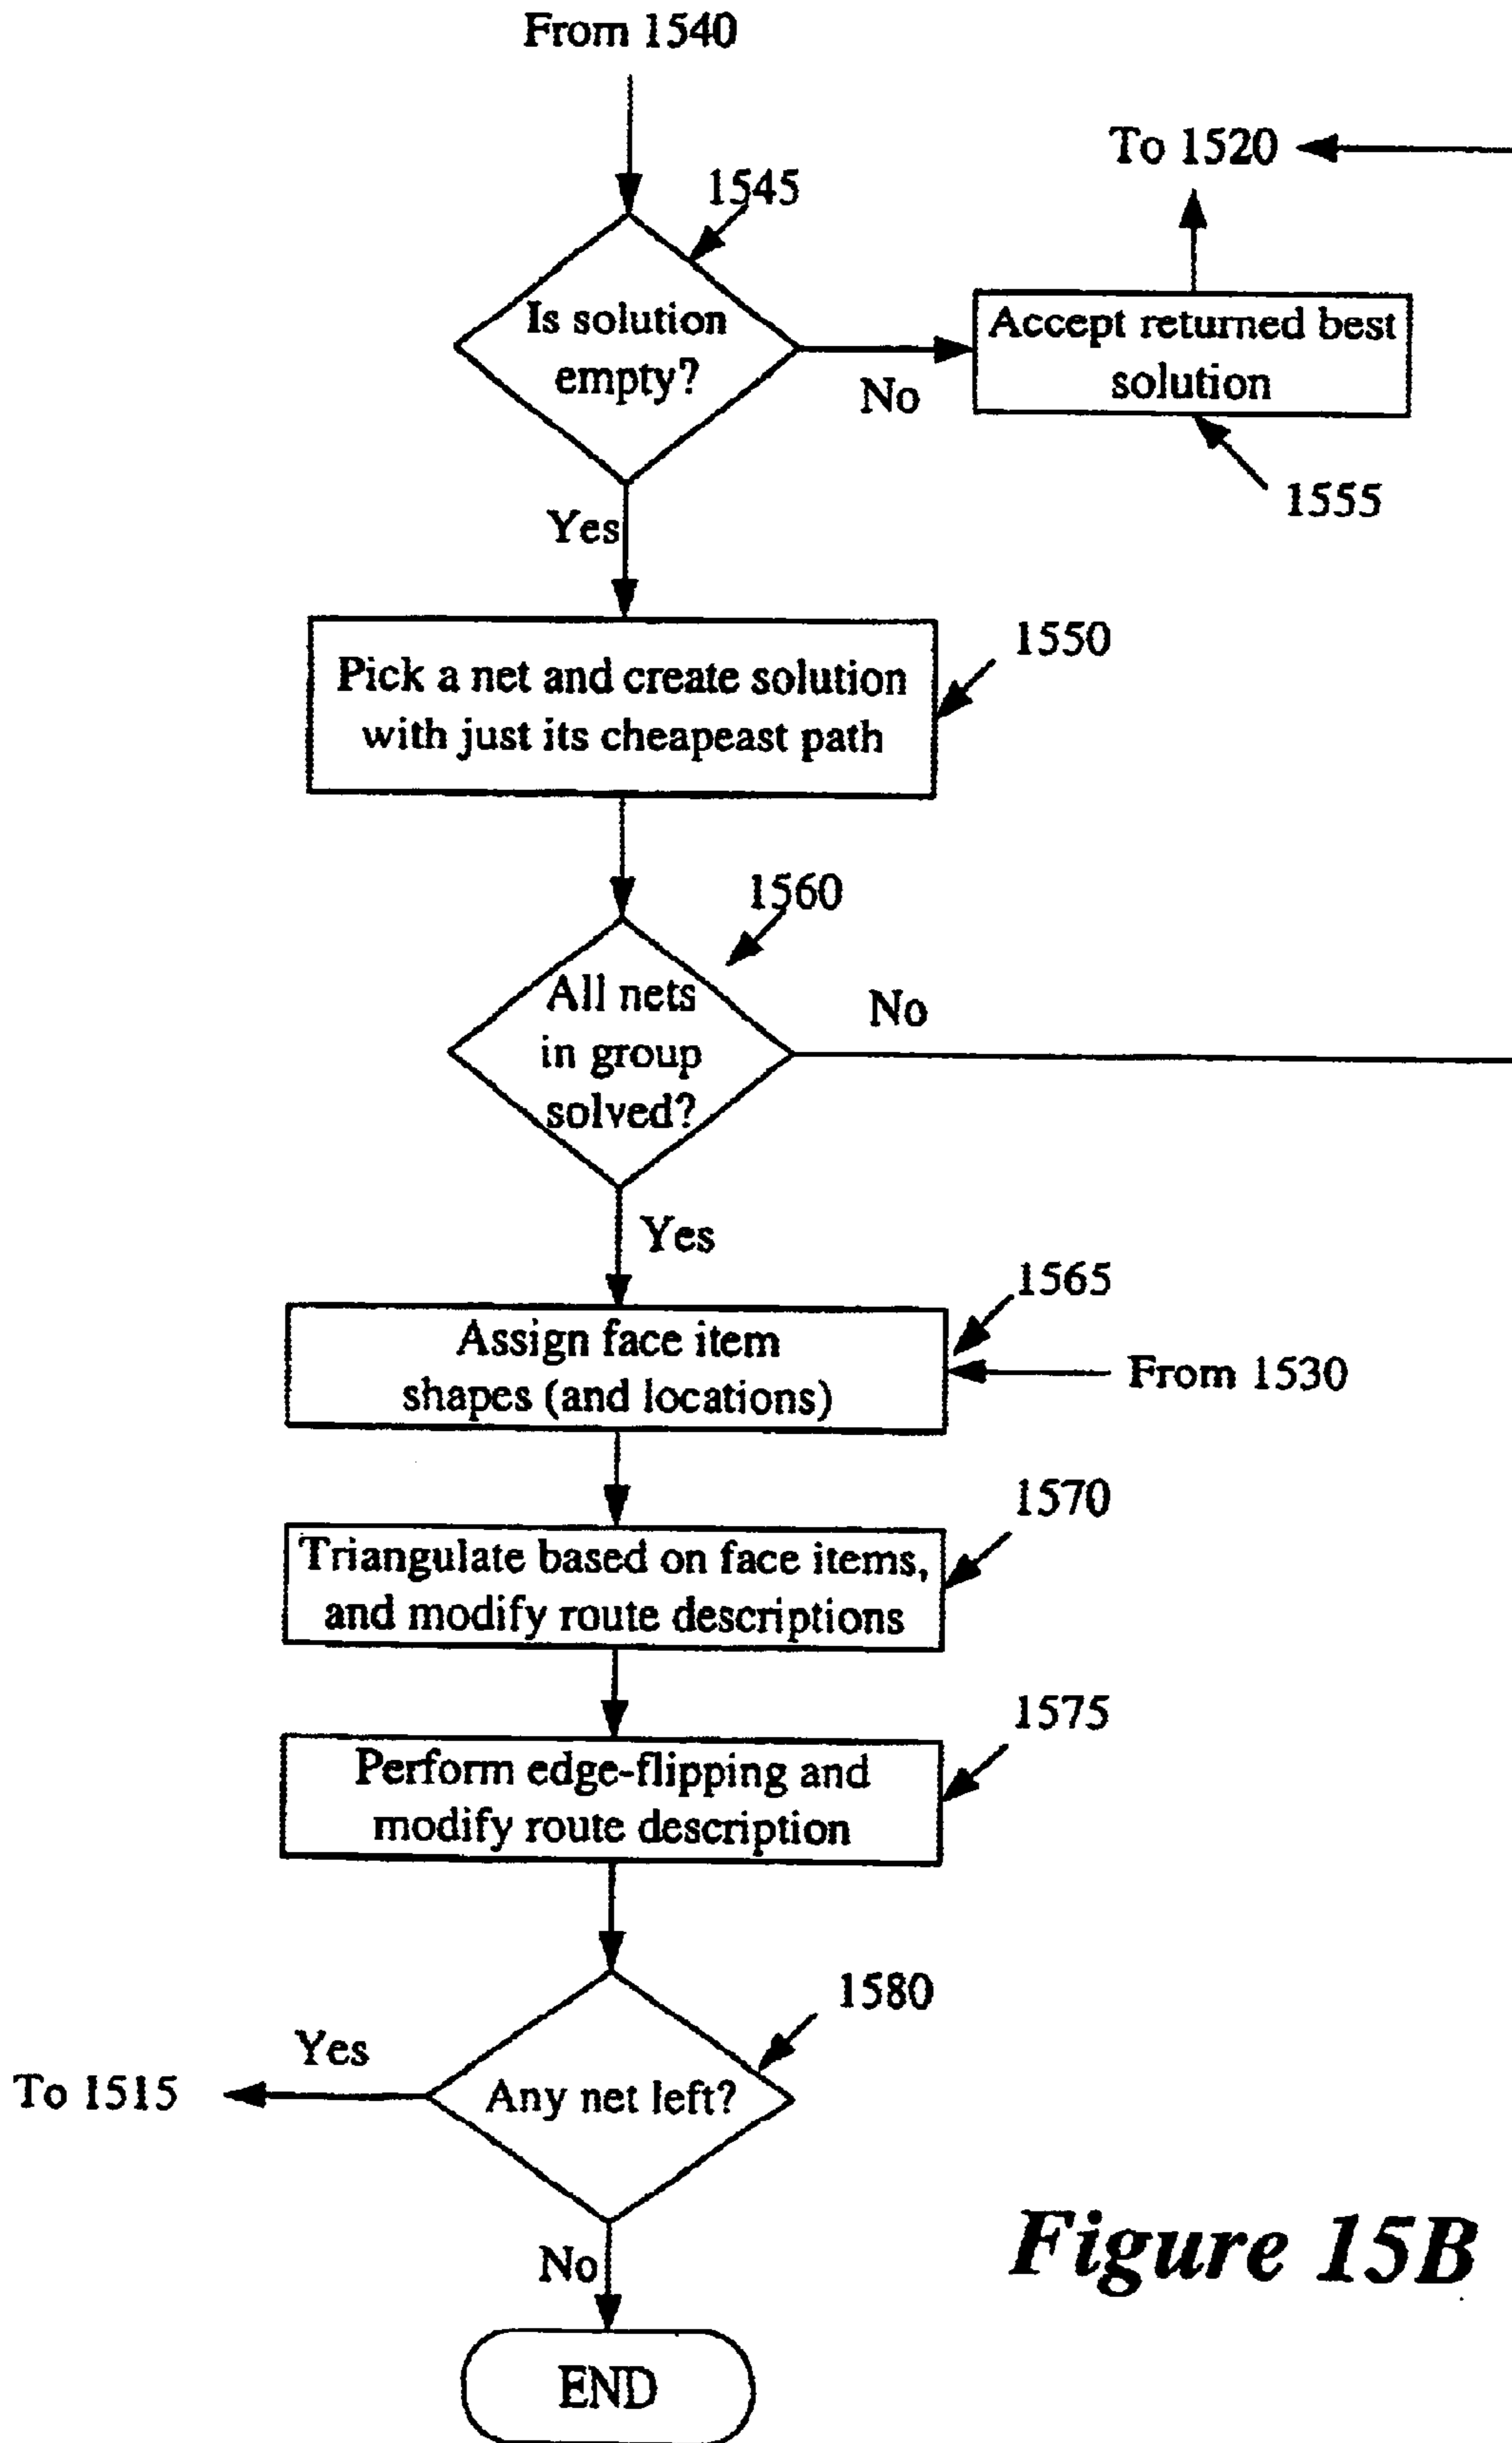 From 1540
To 1520
1545
Is solution
empty?
No
Accept returned best
solution
1555
Yes
1550
Pick a net and create solution
with just its cheapeast path
1560
All nets
in group
solved?
No
Yes
1565
Assign face item
shapes (and locations)
From 1530
1570
Triangulate based on face items,
and modify route descriptions
1575
Perform edge-flipping and
modify route description
1580
Yes
To 1515
Any net left?
No
Figure 15B
END